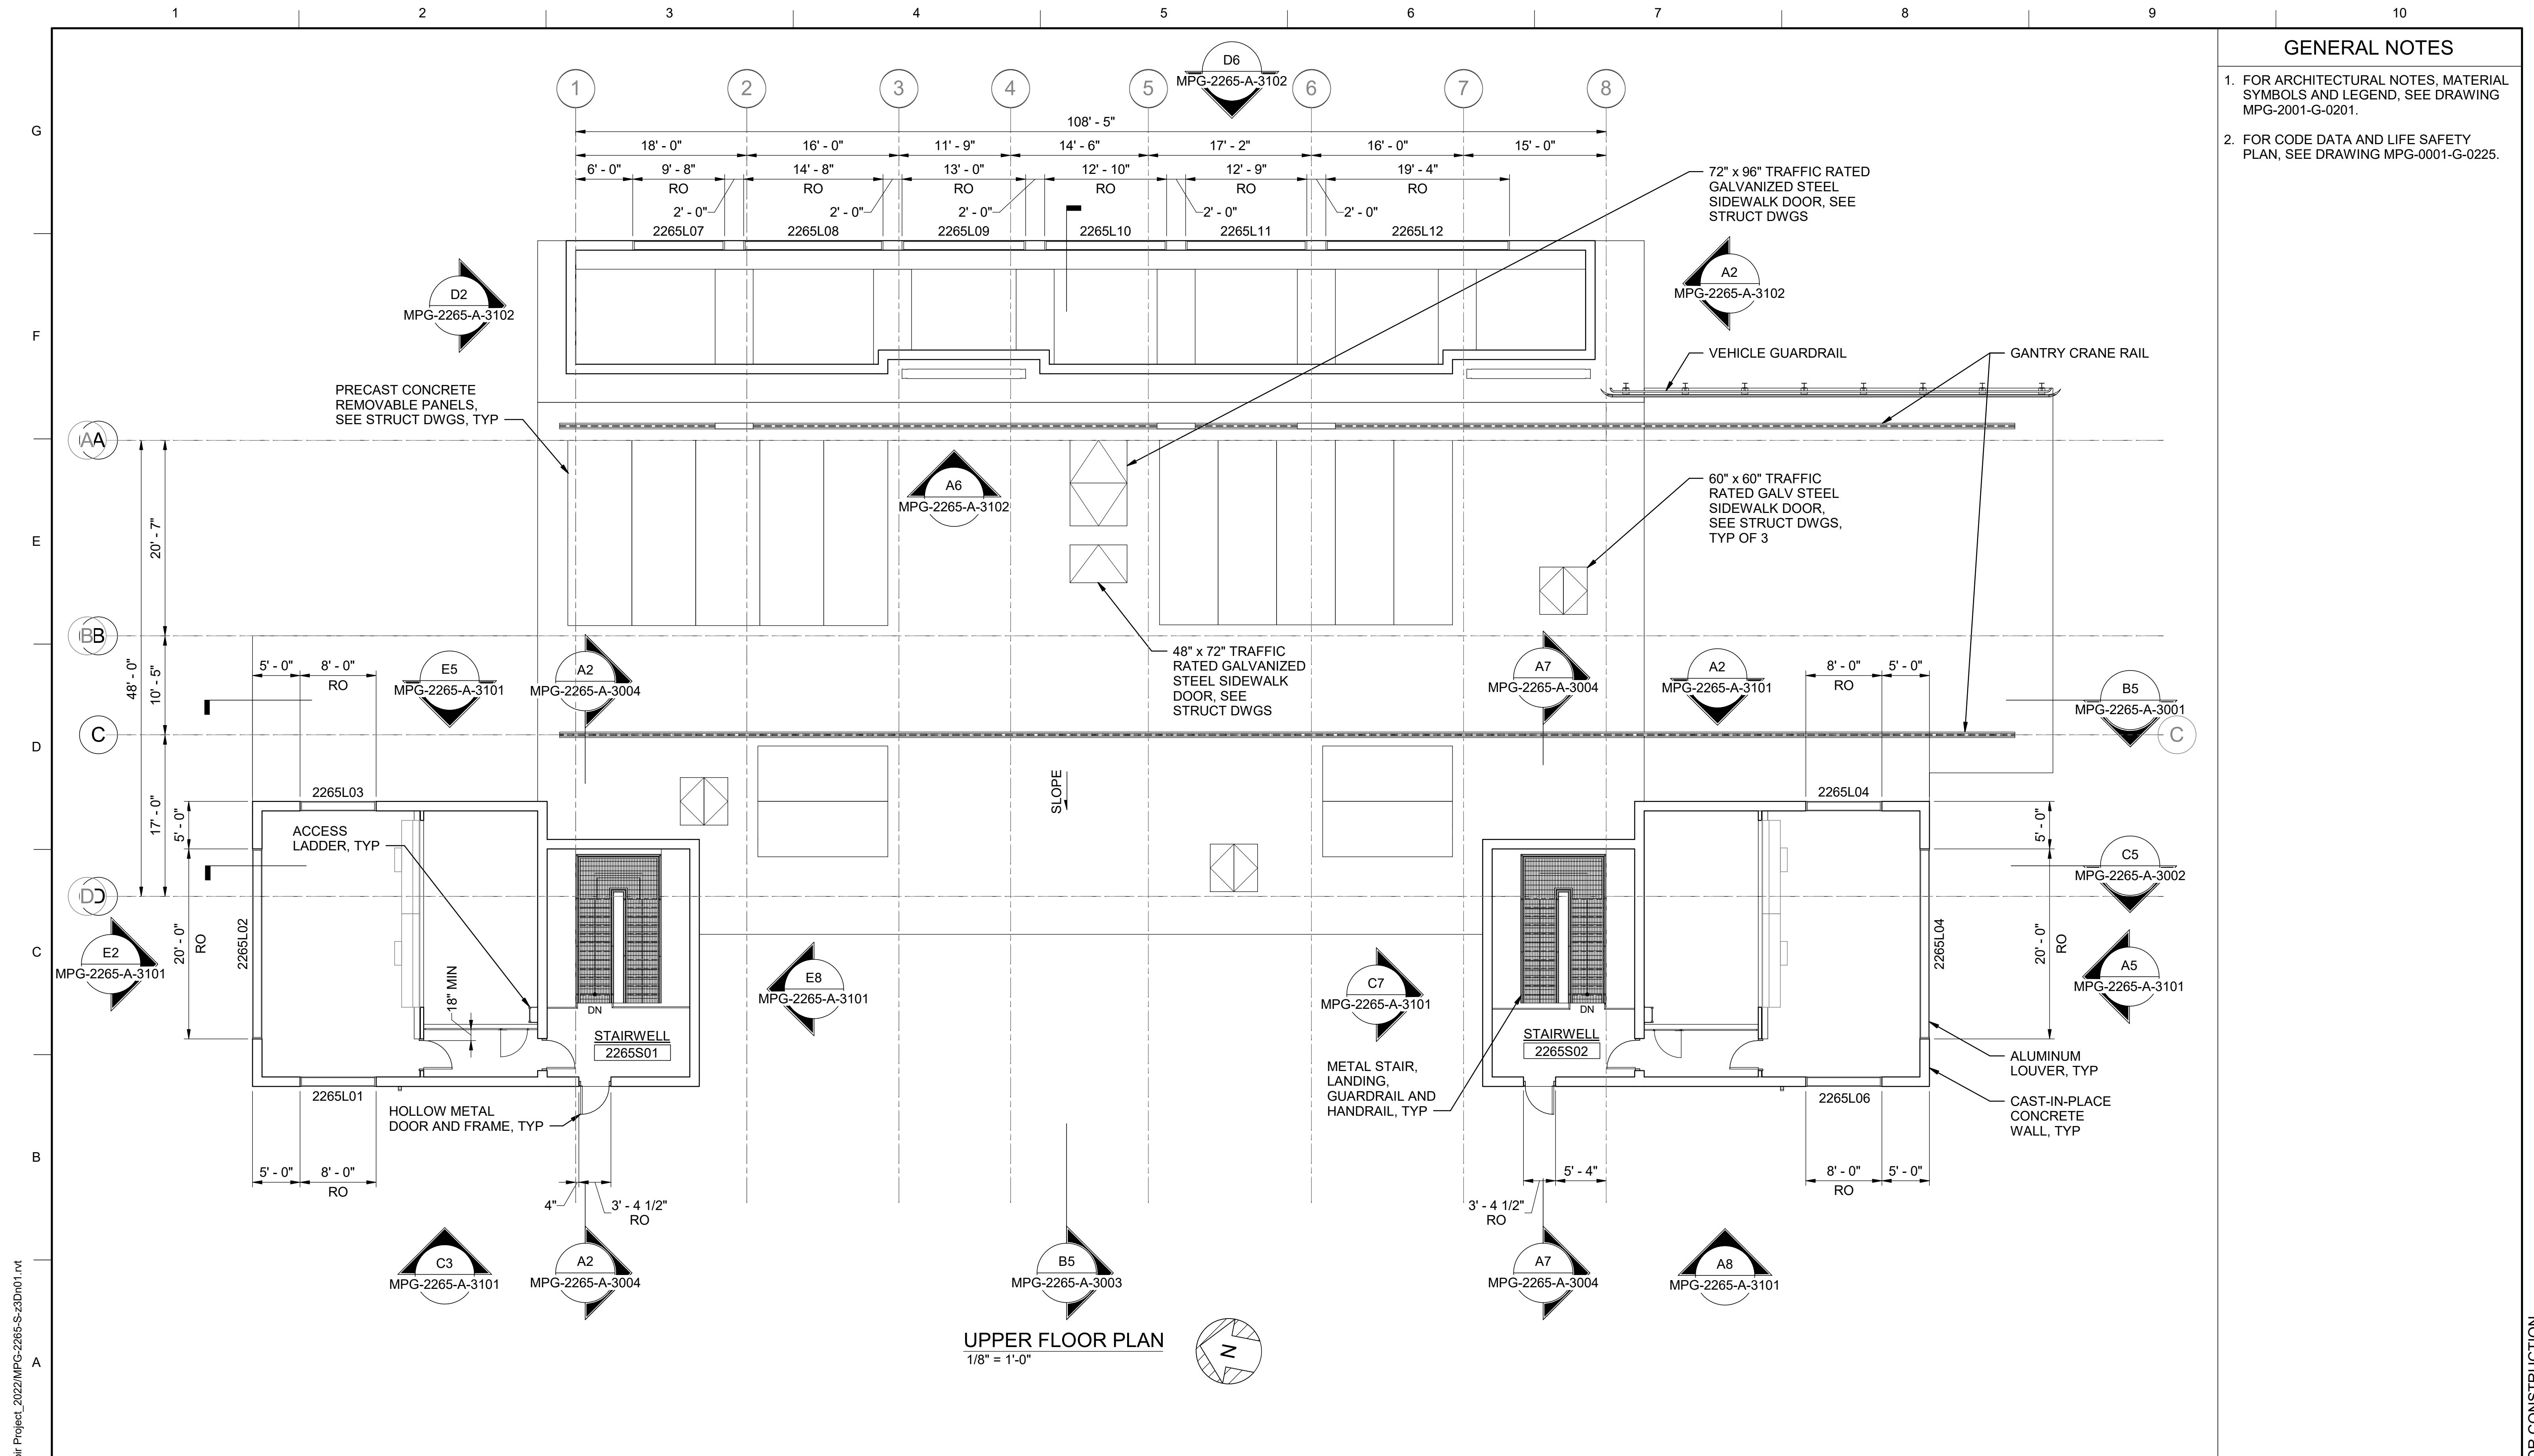 1 2 3 4 5 6 7 8 9 10
GENERAL NOTES
1. FOR ARCHITECTURAL NOTES, MATERIAL
SYMBOLS AND LEGEND, SEE DRAWING
MPG-2001-G-0201.
2. FOR CODE DATA AND LIFE SAFETY
PLAN, SEE DRAWING MPG-0001-G-0225.
D6
MPG-2265-A-3102
1 2 3 4 5 6 7 8
G
108' - 5"
18' - 0" 16' - 0" 11' - 9" 14' - 6" 17' - 2" 16' - 0" 15' - 0"
6' - 0" 9' - 8" 14' - 8" 13' - 0" 12' - 10" 12' - 9" 19' - 4"
RO RO RO RO RO RO
2' - 0" 2' - 0" 2' - 0" 2' - 0" 2' - 0"
2265L07 2265L08 2265L09 2265L10 2265L11 2265L12
72" x 96" TRAFFIC RATED
GALVANIZED STEEL
SIDEWALK DOOR, SEE
STRUCT DWGS
D2
MPG-2265-A-3102
A2
MPG-2265-A-3102
F
VEHICLE GUARDRAIL
GANTRY CRANE RAIL
PRECAST CONCRETE
REMOVABLE PANELS,
SEE STRUCT DWGS, TYP
A A
A6
MPG-2265-A-3102
60" x 60" TRAFFIC
RATED GALV STEEL
SIDEWALK DOOR,
SEE STRUCT DWGS,
TYP OF 3
E
20' - 7"
B B
48' - 0"
10' - 5"
48" x 72" TRAFFIC
RATED GALVANIZED
STEEL SIDEWALK
DOOR, SEE
STRUCT DWGS
5' - 0" 8' - 0"
RO
E5
MPG-2265-A-3101
A2
MPG-2265-A-3004
A7
MPG-2265-A-3004
A2
MPG-2265-A-3101
8' - 0" 5' - 0"
RO
B5
MPG-2265-A-3001
C C
D
SLOPE
2265L03
2265L04
17' - 0"
5' - 0"
5' - 0"
ACCESS
LADDER, TYP
C5
MPG-2265-A-3002
D D
C
E2
MPG-2265-A-3101
20' - 0"
RO
2265L02
18" MIN
E8
MPG-2265-A-3101
C7
MPG-2265-A-3101
2265L04
20' - 0"
RO
A5
MPG-2265-A-3101
DN
STAIRWELL
2265S01
DN
STAIRWELL
2265S02
METAL STAIR,
LANDING,
GUARDRAIL AND
HANDRAIL, TYP
ALUMINUM
LOUVER, TYP
2265L01
2265L06
HOLLOW METAL
DOOR AND FRAME, TYP
CAST-IN-PLACE
CONCRETE
WALL, TYP
B
5' - 0" 8' - 0"
RO
4"
3' - 4 1/2"
RO
5' - 4"
3' - 4 1/2"
RO
8' - 0" 5' - 0"
RO
C3
MPG-2265-A-3101
A2
MPG-2265-A-3004
B5
MPG-2265-A-3003
A7
MPG-2265-A-3004
A8
MPG-2265-A-3101
UPPER FLOOR PLAN
1/8" = 1'-0"
N
A
Project_2022/MPG-2265-S-z3Dn01.rvt
CONSTRUCTION